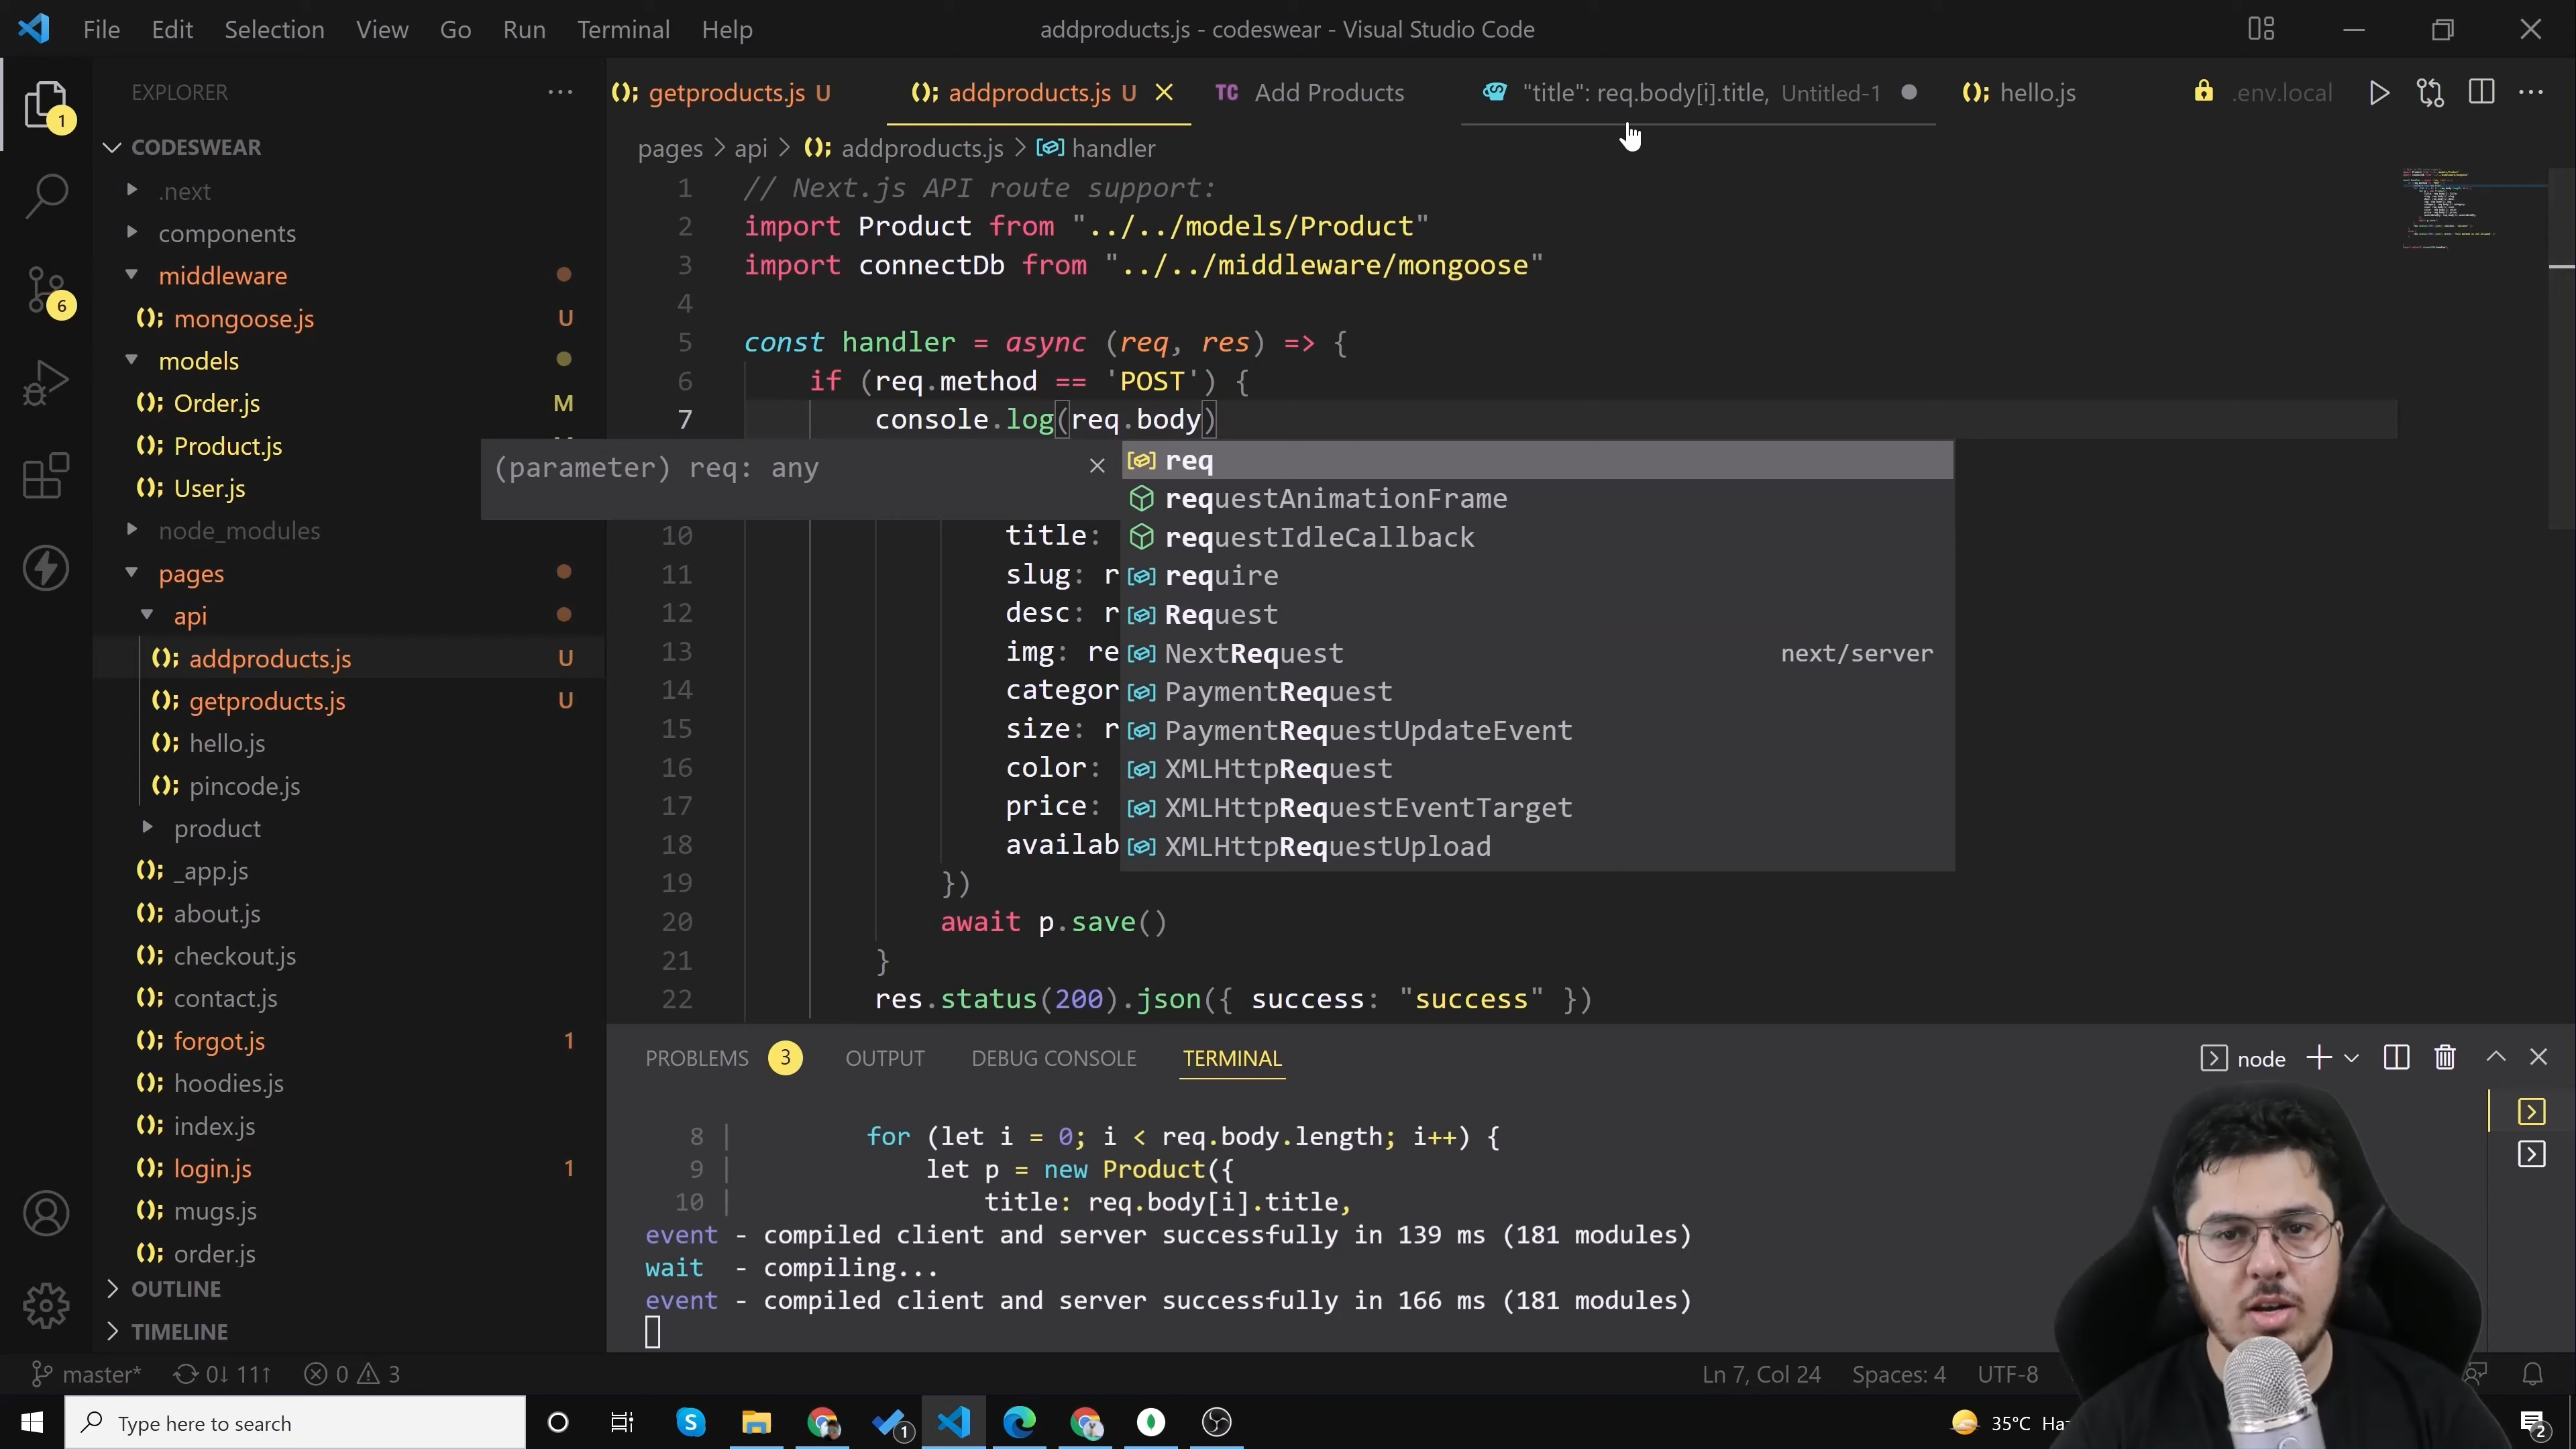 File Edit Selection View Go Run Terminal Help
addproducts.js - codeswear - Visual Studio Code
EXPLORER
1
6
CODESWEAR
.next
components
middleware
mongoose.js U
models
Order.js M
Product.js
User.js
node_modules
pages
api
addproducts.js U
getproducts.js U
hello.js
pincode.js
product
_app.js
about.js
checkout.js
contact.js
forgot.js 1
hoodies.js
index.js
login.js 1
mugs.js
order.js
OUTLINE
TIMELINE
getproducts.js U
addproducts.js U
TC Add Products
"title": req.body[i].title, Untitled-1
hello.js
.env.local
pages > api > addproducts.js > handler
1 // Next.js API route support:
2 import Product from "../../models/Product"
3 import connectDb from "../../middleware/mongoose"
4
5 const handler = async (req, res) => {
6 if (req.method == 'POST') {
7 console.log(req.body)
(parameter) req: any
req
requestAnimationFrame
requestIdleCallback
require
Request
NextRequest next/server
PaymentRequest
PaymentRequestUpdateEvent
XMLHttpRequest
XMLHttpRequestEventTarget
XMLHttpRequestUpload
10 title:
11 slug: r
12 desc: r
13 img: re
14 categor
15 size: r
16 color:
17 price:
18 availab
19 })
20 await p.save()
21 }
22 res.status(200).json({ success: "success" })
PROBLEMS 3 OUTPUT DEBUG CONSOLE TERMINAL
node
8 | for (let i = 0; i < req.body.length; i++) {
9 | let p = new Product({
10 | title: req.body[i].title,
event - compiled client and server successfully in 139 ms (181 modules)
wait - compiling...
event - compiled client and server successfully in 166 ms (181 modules)
master* 0↓ 11↑ 0 3
Ln 7, Col 24 Spaces: 4 UTF-8
Type here to search
1
35°C
2